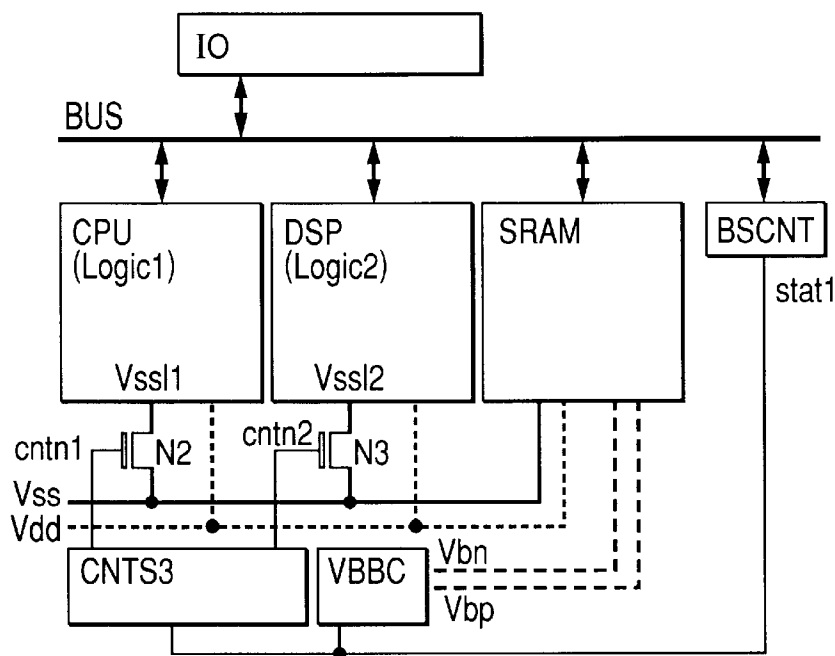 IO
BUS
CPU
(Logic1)
DSP
(Logic2)
SRAM
BSCNT
stat1
Vssl1
Vssl2
cntn1
N2
cntn2
N3
Vss
Vdd
CNTS3
VBBC
Vbn
Vbp